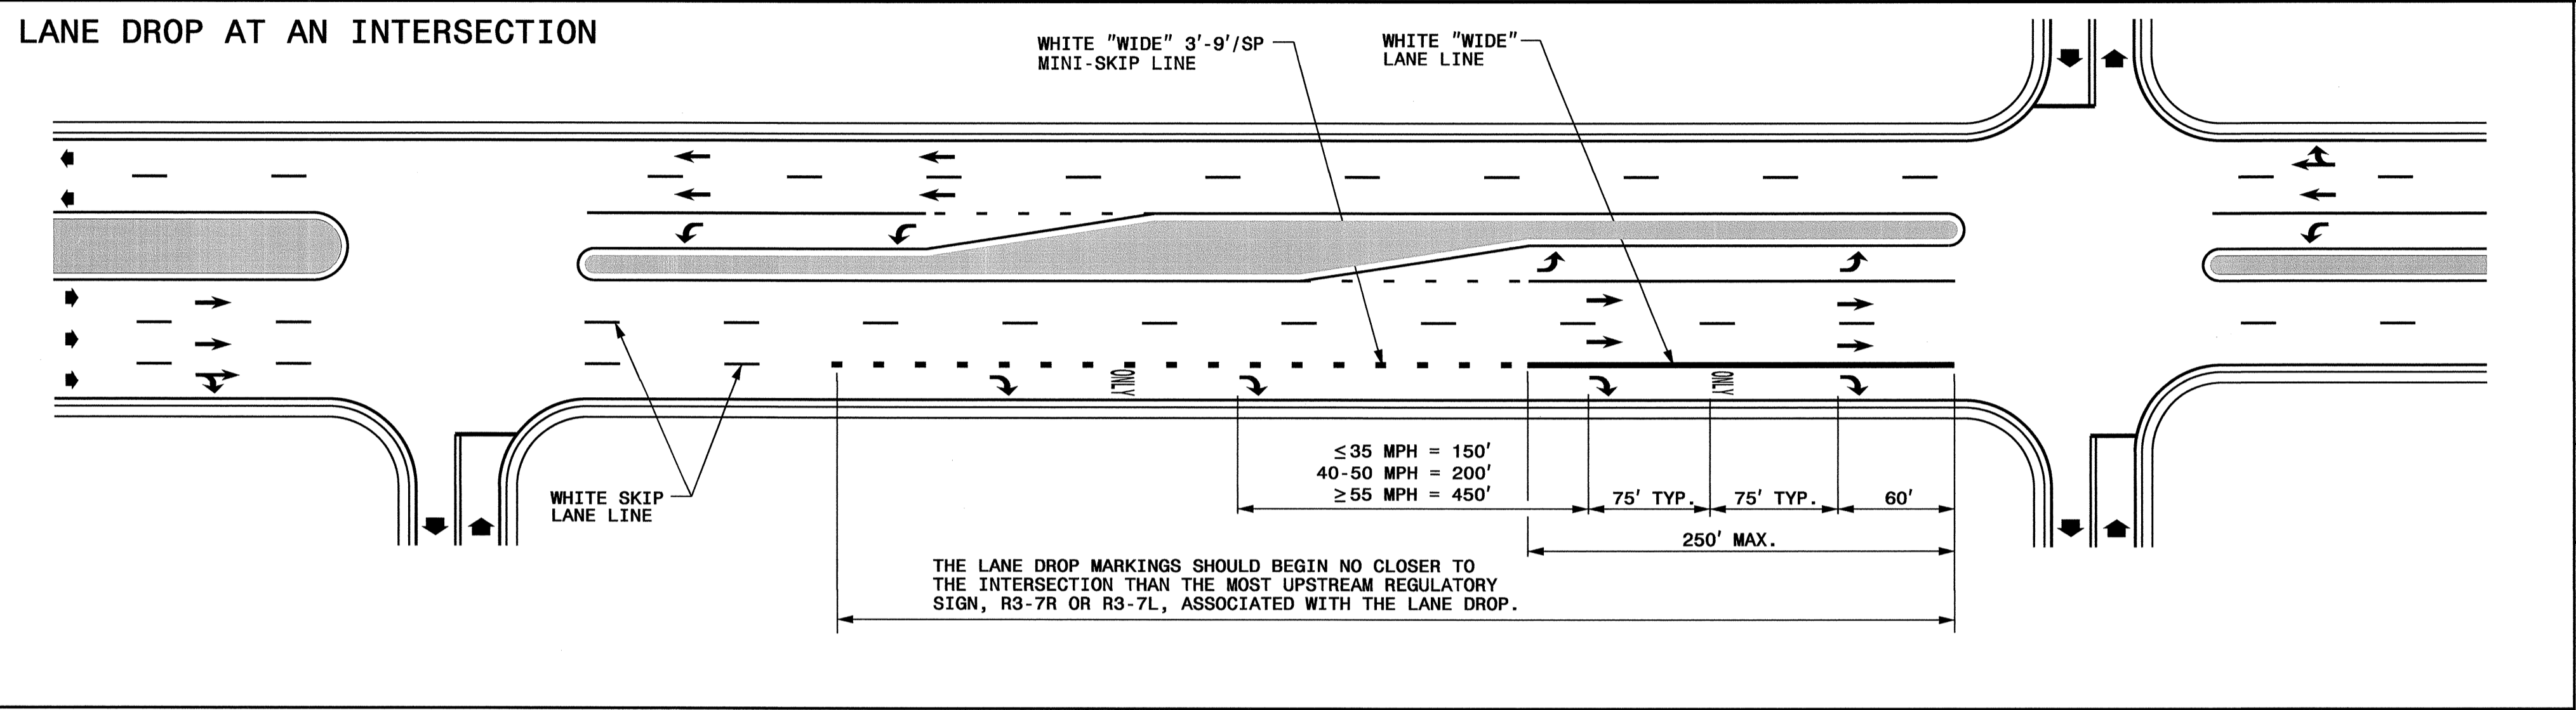 LANE DROP AT AN INTERSECTION
WHITE "WIDE" 3'-9'/SP
MINI-SKIP LINE
WHITE "WIDE"
LANE LINE
ONLY
ONLY
WHITE SKIP
LANE LINE
≤35 MPH = 150'
40-50 MPH = 200'
≥55 MPH = 450'
75' TYP.
75' TYP.
60'
250' MAX.
THE LANE DROP MARKINGS SHOULD BEGIN NO CLOSER TO
THE INTERSECTION THAN THE MOST UPSTREAM REGULATORY
SIGN, R3-7R OR R3-7L, ASSOCIATED WITH THE LANE DROP.